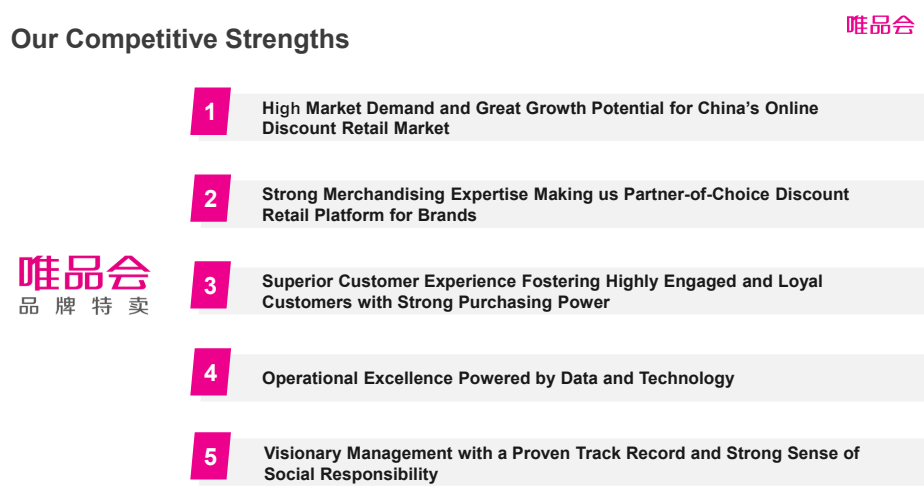 Our Competitive Strengths
唯品会
1
High Market Demand and Great Growth Potential for China's Online
Discount Retail Market
2
Strong Merchandising Expertise Making us Partner-of-Choice Discount
Retail Platform for Brands
唯品会
品牌特卖
3
Superior Customer Experience Fostering Highly Engaged and Loyal
Customers with Strong Purchasing Power
4
Operational Excellence Powered by Data and Technology
5
Visionary Management with a Proven Track Record and Strong Sense of
Social Responsibility